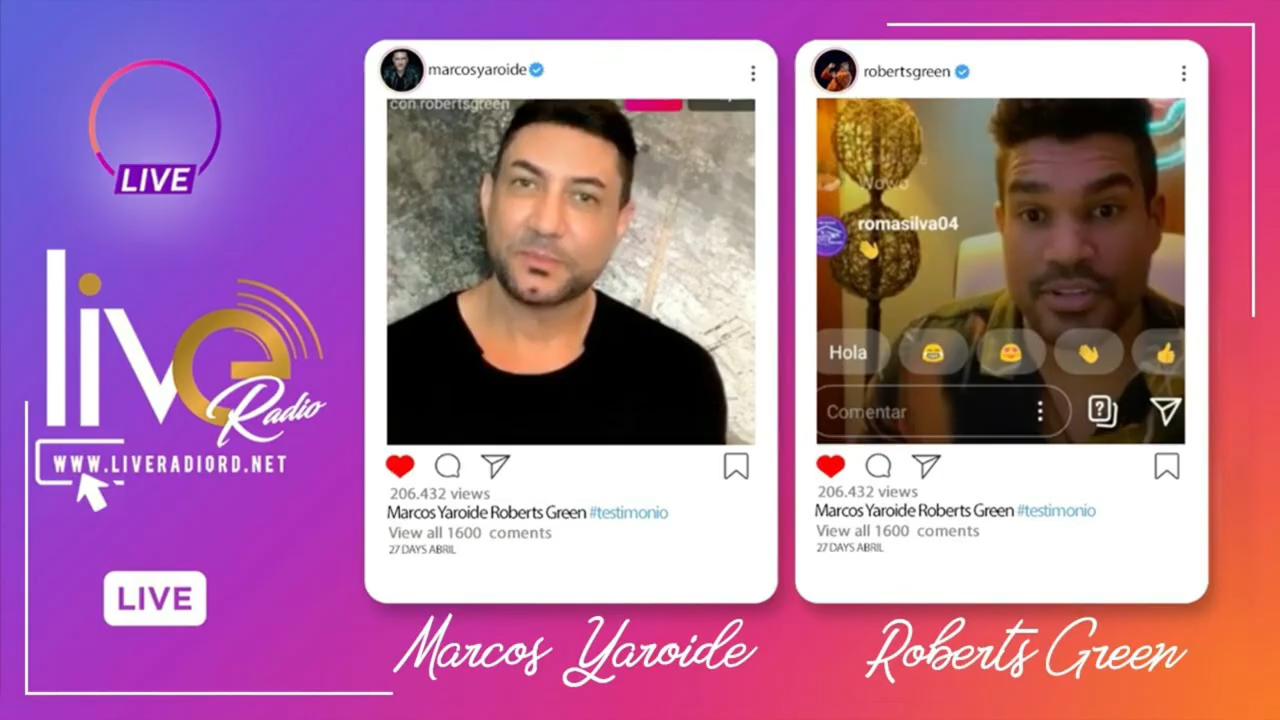 LIVE
live
Radio
WWW.LIVERADIORD.NET
LIVE
marcosyaroide
con robertsgreen
206.432 views
Marcos Yaroide Roberts Green #testimonio
View all 1600 coments
27 DAYS ABRIL
Marcos Yaroide
robertsgreen
Wowo
romasilva04
Hola
Comentar
206.432 views
Marcos Yaroide Roberts Green #testimonio
View all 1600 coments
27 DAYS ABRIL
Roberts Green